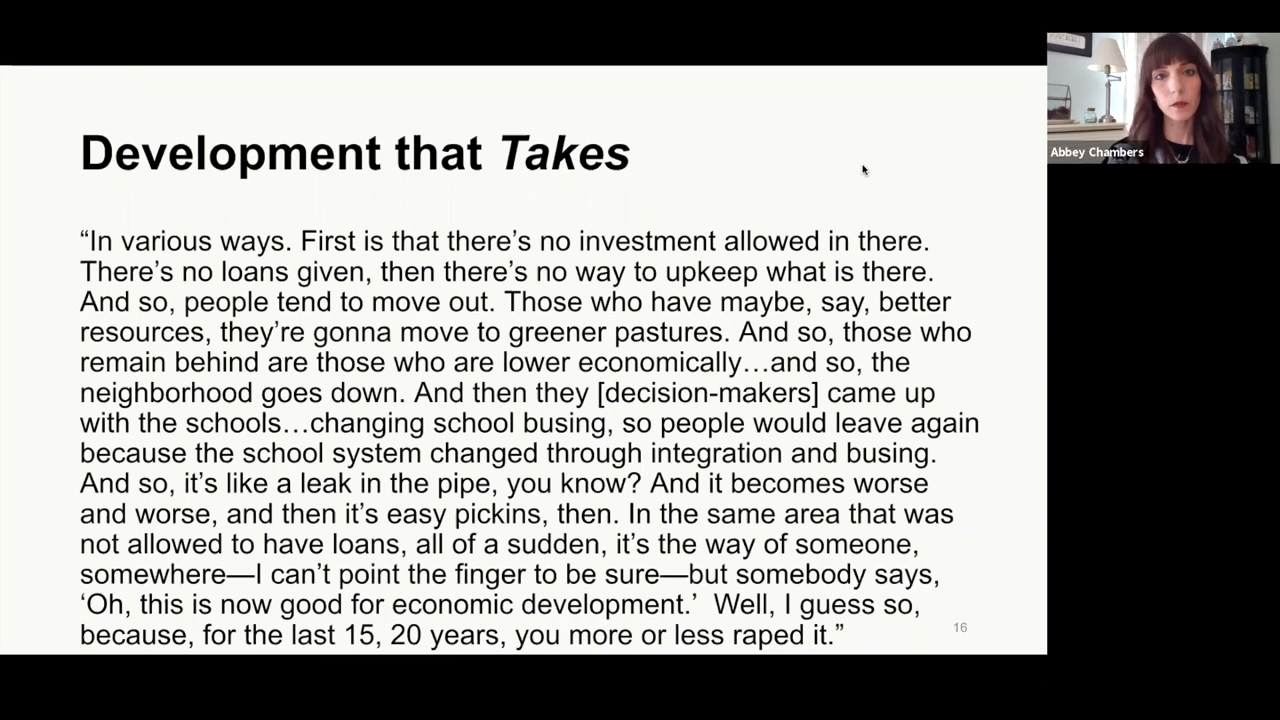 Development that Takes
“In various ways. First is that there’s no investment allowed in there.
There’s no loans given, then there’s no way to upkeep what is there.
And so, people tend to move out. Those who have maybe, say, better
resources, they’re gonna move to greener pastures. And so, those who
remain behind are those who are lower economically…and so, the
neighborhood goes down. And then they [decision-makers] came up
with the schools…changing school busing, so people would leave again
because the school system changed through integration and busing.
And so, it’s like a leak in the pipe, you know? And it becomes worse
and worse, and then it’s easy pickins, then. In the same area that was
not allowed to have loans, all of a sudden, it’s the way of someone,
somewhere—I can’t point the finger to be sure—but somebody says,
‘Oh, this is now good for economic development.’  Well, I guess so,
because, for the last 15, 20 years, you more or less raped it.”
16
Abbey Chambers